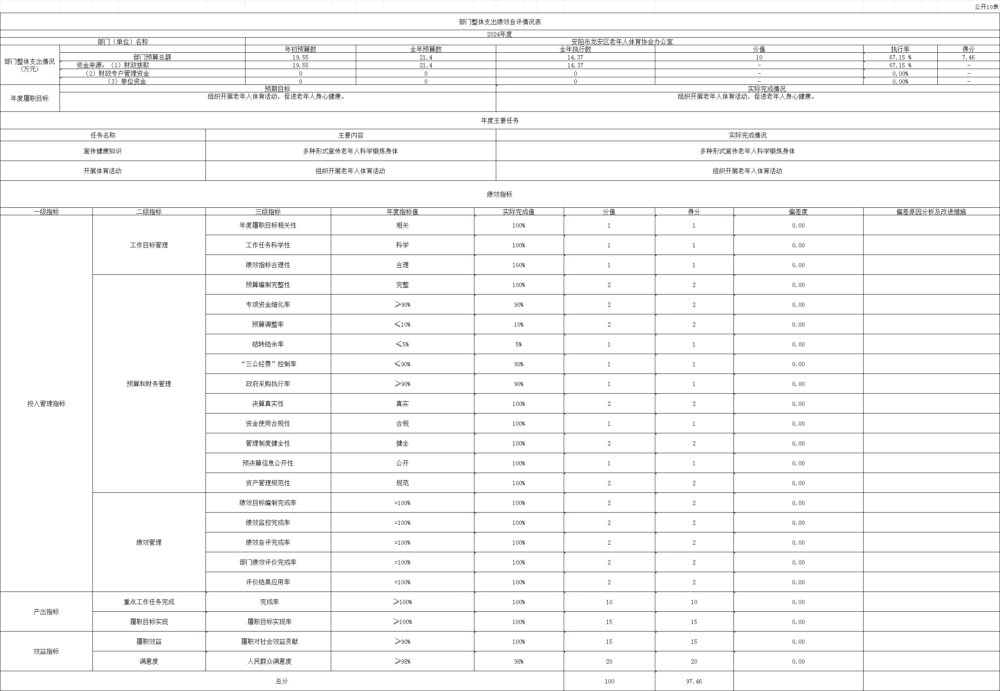 公开10表
部门整体支出绩效自评情况表
2024年度
部门（单位）名称 安阳市龙安区老年人体育协会办公室
部门整体支出情况（万元） 年初预算数 全年预算数 全年执行数 分值 执行率 得分
部门预算总额 19.55 21.4 14.37 10 67.15 % 7.46
资金来源：（1）财政拨款 19.55 21.4 14.37 - 67.15 % -
（2）财政专户管理资金 0 0 0 - 0.00% -
（3）单位资金 0 0 0 - 0.00% -
年度履职目标 预期目标 实际完成情况
组织开展老年人体育活动，促进老年人身心健康。 组织开展老年人体育活动，促进老年人身心健康。
年度主要任务
任务名称 主要内容 实际完成情况
宣传健康知识 多种形式宣传老年人科学锻炼身体 多种形式宣传老年人科学锻炼身体
开展体育活动 组织开展老年人体育活动 组织开展老年人体育活动
绩效指标
一级指标 二级指标 三级指标 年度指标值 实际完成值 分值 得分 偏差度 偏差原因分析及改进措施
投入管理指标 工作目标管理 年度履职目标相关性 相关 100% 1 1 0.00
工作任务科学性 科学 100% 1 1 0.00
绩效指标合理性 合理 100% 1 1 0.00
预算和财务管理 预算编制完整性 完整 100% 2 2 0.00
专项资金细化率 ≥90% 90% 2 2 0.00
预算调整率 ≤10% 10% 2 2 0.00
结转结余率 ≤5% 5% 1 1 0.00
“三公经费”控制率 ≤90% 90% 1 1 0.00
政府采购执行率 ≥90% 90% 1 1 0.00
决算真实性 真实 100% 2 2 0.00
资金使用合规性 合规 100% 1 1 0.00
管理制度健全性 健全 100% 2 2 0.00
预决算信息公开性 公开 100% 1 1 0.00
资产管理规范性 规范 100% 2 2 0.00
绩效管理 绩效目标编制完成率 =100% 100% 2 2 0.00
绩效监控完成率 =100% 100% 2 2 0.00
绩效自评完成率 =100% 100% 2 2 0.00
部门绩效评价完成率 =100% 100% 2 2 0.00
评价结果应用率 =100% 100% 2 2 0.00
产出指标 重点工作任务完成 完成率 ≥100% 100% 10 10 0.00
履职目标实现 履职目标实现率 ≥100% 100% 15 15 0.00
效益指标 履职效益 履职对社会效益贡献 ≥90% 100% 15 15 0.00
满意度 人民群众满意度 ≥98% 98% 20 20 0.00
总分 100 97.46